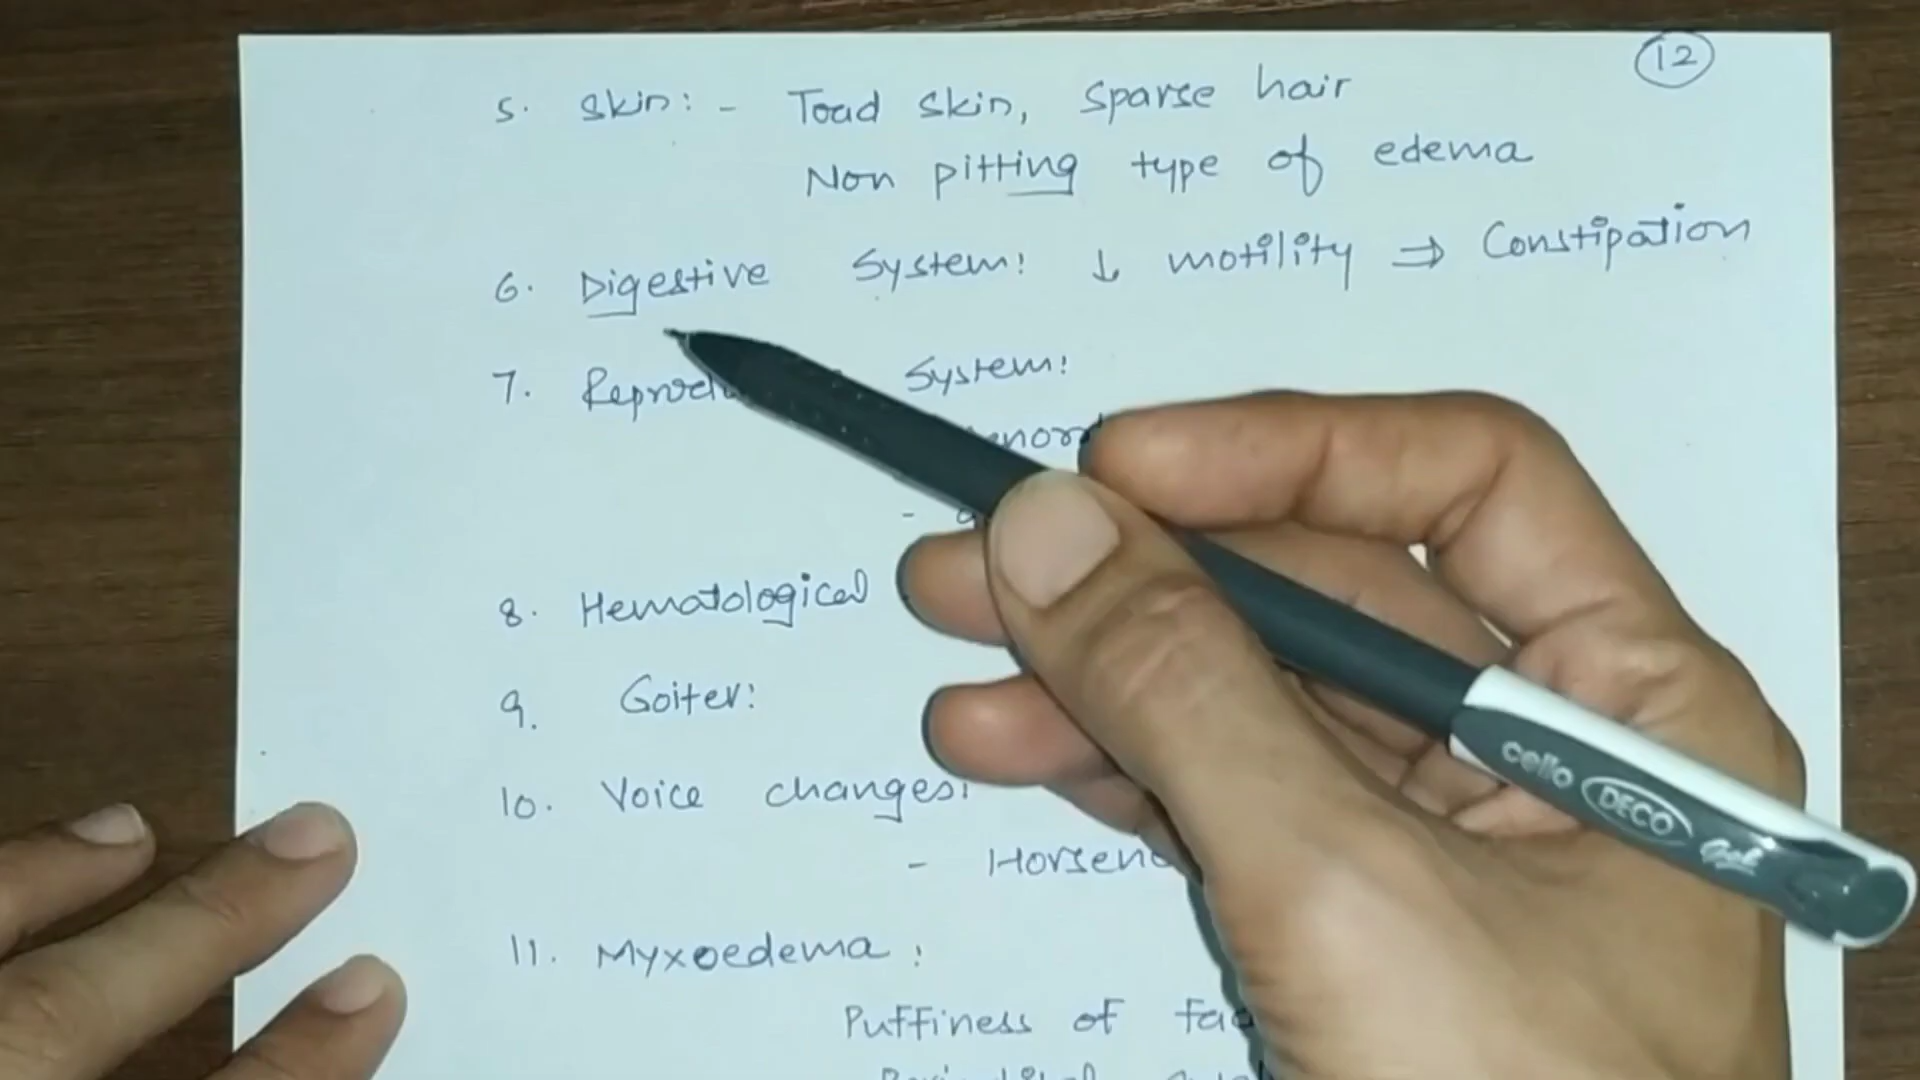 12
5. Skin: - Toad skin, sparse hair
Non pitting type of edema
6. Digestive System: ↓ motility ⇒ Constipation
7. System:
8. Hematological
9. Goiter:
10. Voice changes:
-
11. Myxoedema:
Puffiness of
cello DECO Gel